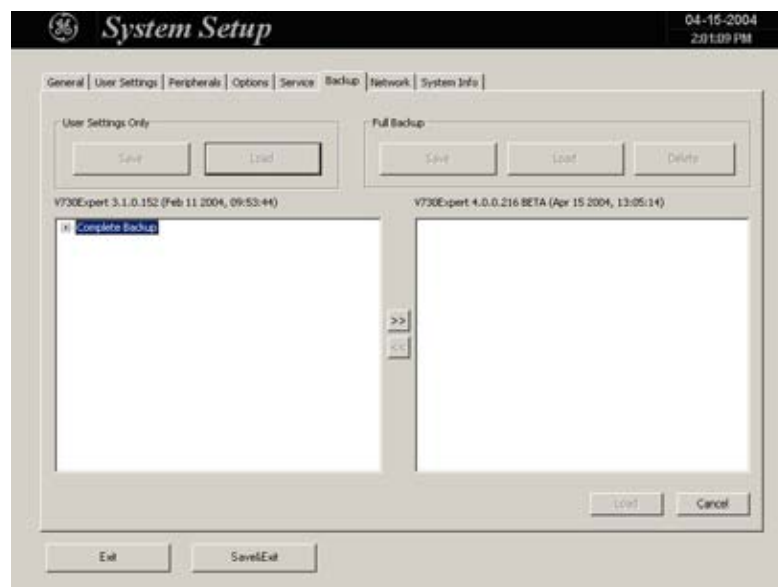 System Setup
04-15-2004
2:01:09 PM
General User Settings Peripherals Options Service Backup Network System Info
User Settings Only
Full Backup
Save Load Save Load Delete
V730Expert 3.1.0.152 (Feb 11 2004, 09:53:44)
V730Expert 4.0.0.216 BETA (Apr 15 2004, 13:05:14)
Complete Backup
>>
<<
Load Cancel
Exit Save&Exit